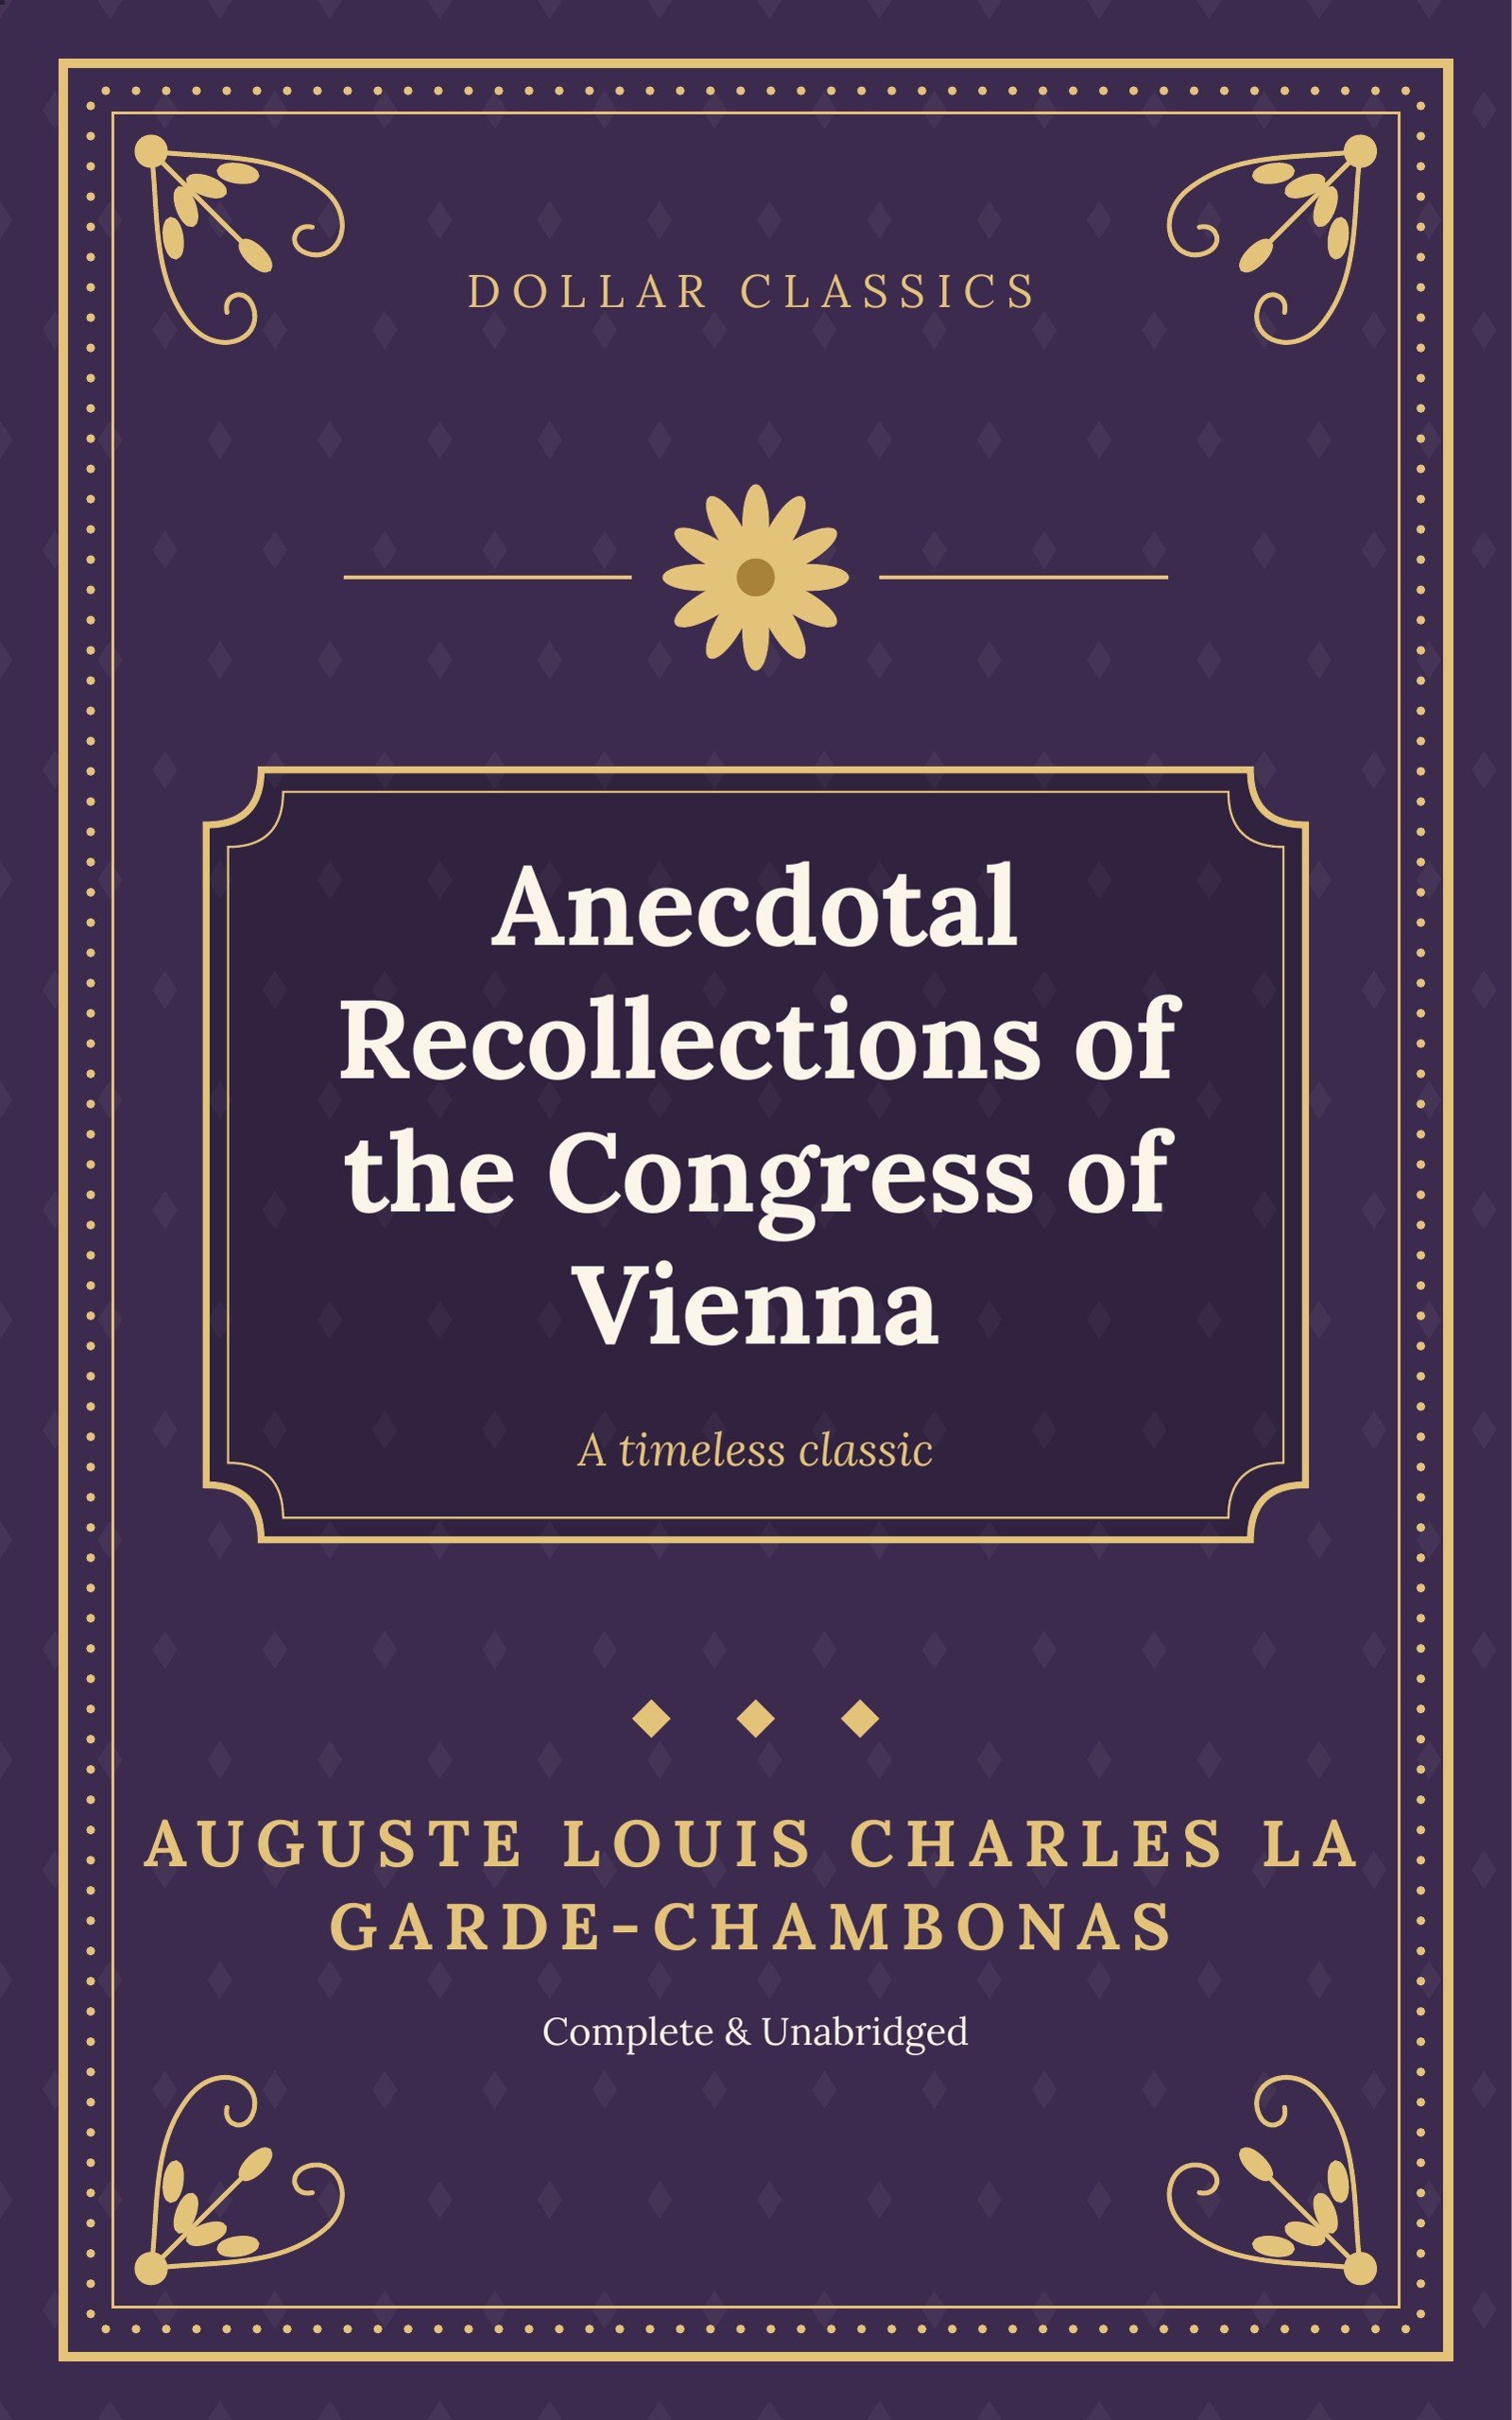 DOLLAR CLASSICS
Anecdotal
Recollections of
the Congress of
Vienna
A timeless classic
AUGUSTE LOUIS CHARLES LA
GARDE-CHAMBONAS
Complete & Unabridged